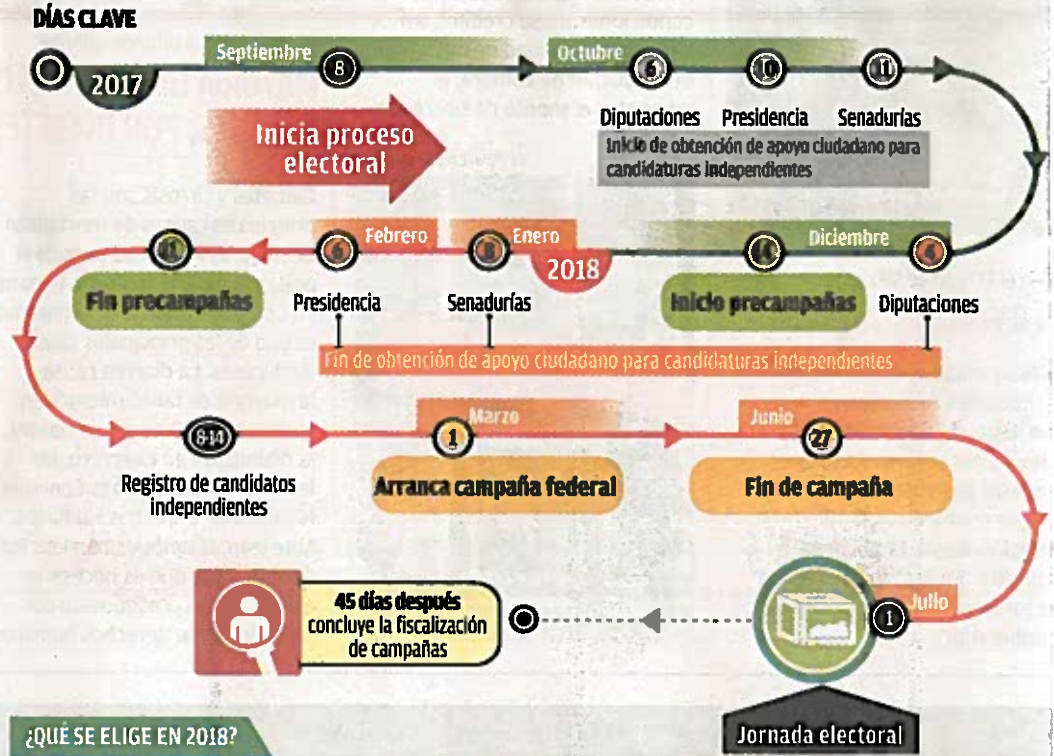 DÍAS CLAVE
2017
Septiembre
8
Inicia proceso
electoral
Octubre
6
10
11
Diputaciones Presidencia Senadurías
Inicio de obtención de apoyo ciudadano para
candidaturas independientes
Febrero
Enero
2018
Diciembre
11
6
4
Fin precampañas
Presidencia
Senadurías
Inicio precampañas
Diputaciones
Fin de obtención de apoyo ciudadano para candidaturas independientes
8-14
Registro de candidatos
independientes
Marzo
1
Arranca campaña federal
Junio
27
Fin de campaña
Julio
1
Jornada electoral
45 días después
concluye la fiscalización
de campañas
¿QUÉ SE ELIGE EN 2018?